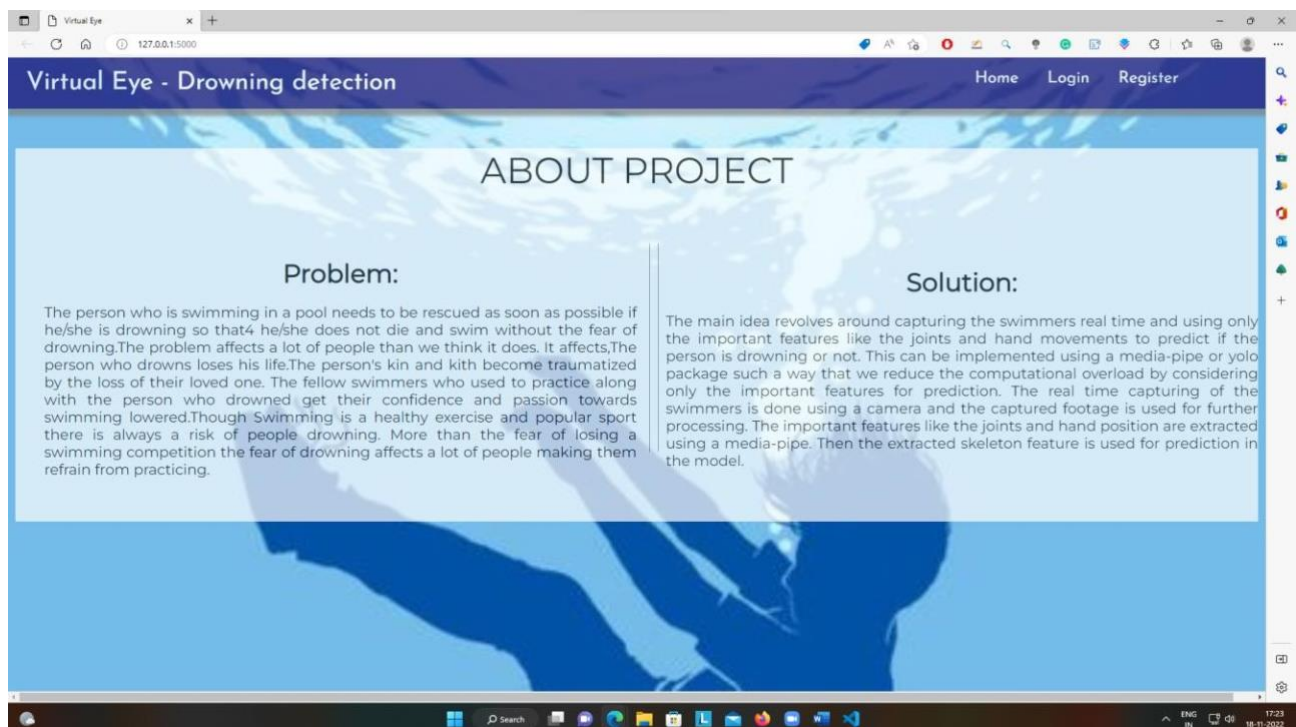 Virtual Eye
127.0.0.1:5000
Virtual Eye - Drowning detection
Home Login Register
ABOUT PROJECT
Problem:
The person who is swimming in a pool needs to be rescued as soon as possible if
he/she is drowning so that4 he/she does not die and swim without the fear of
drowning.The problem affects a lot of people than we think it does. It affects,The
person who drowns loses his life.The person's kin and kith become traumatized
by the loss of their loved one. The fellow swimmers who used to practice along
with the person who drowned get their confidence and passion towards
swimming lowered.Though Swimming is a healthy exercise and popular sport
there is always a risk of people drowning. More than the fear of losing a
swimming competition the fear of drowning affects a lot of people making them
refrain from practicing.
Solution:
The main idea revolves around capturing the swimmers real time and using only
the important features like the joints and hand movements to predict if the
person is drowning or not. This can be implemented using a media-pipe or yolo
package such a way that we reduce the computational overload by considering
only the important features for prediction. The real time capturing of the
swimmers is done using a camera and the captured footage is used for further
processing. The important features like the joints and hand position are extracted
using a media-pipe. Then the extracted skeleton feature is used for prediction in
the model.
Search
ENG
IN
17:23
18-11-2022